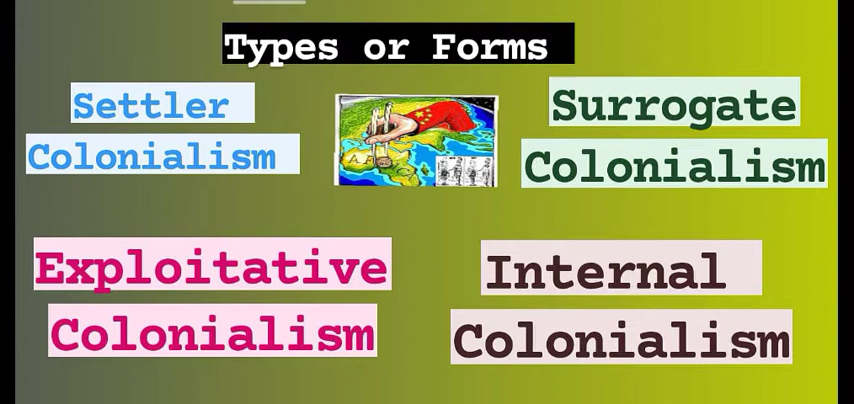 Types or Forms
Settler
Colonialism
Surrogate
Colonialism
Exploitative
Colonialism
Internal
Colonialism